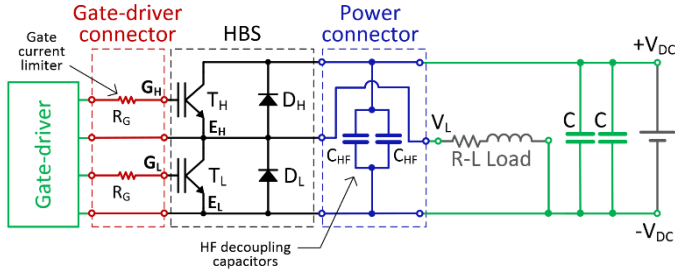 Gate-driver
connector
HBS
Power
connector
Gate
current
limiter
+V_DC
G_H
T_H
D_H
R_G
E_H
V_L
C
C
Gate-driver
G_L
C_HF
C_HF
R-L Load
T_L
D_L
R_G
E_L
HF decoupling
capacitors
-V_DC